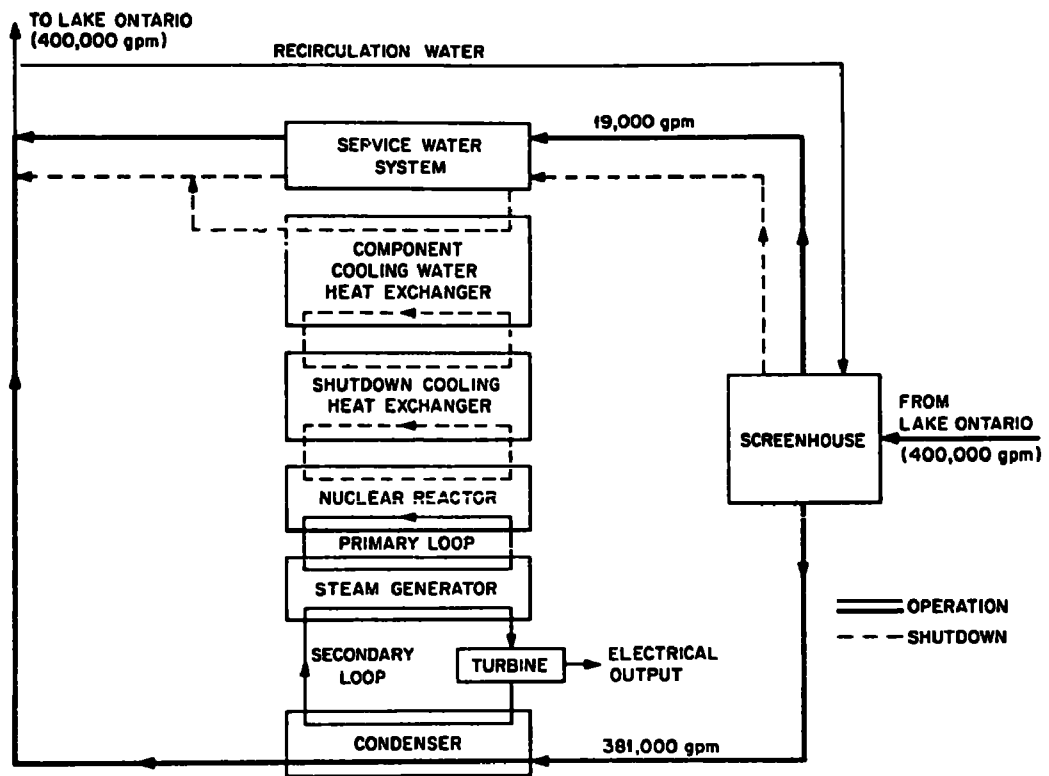 TO LAKE ONTARIO
(400,000 gpm)
RECIRCULATION WATER
19,000 gpm
SERVICE WATER
SYSTEM
COMPONENT
COOLING WATER
HEAT EXCHANGER
SHUTDOWN COOLING
HEAT EXCHANGER
FROM
LAKE ONTARIO
(400,000 gpm)
SCREENHOUSE
NUCLEAR REACTOR
PRIMARY LOOP
STEAM GENERATOR
OPERATION
SHUTDOWN
SECONDARY
LOOP
TURBINE
ELECTRICAL
OUTPUT
CONDENSER
381,000 gpm